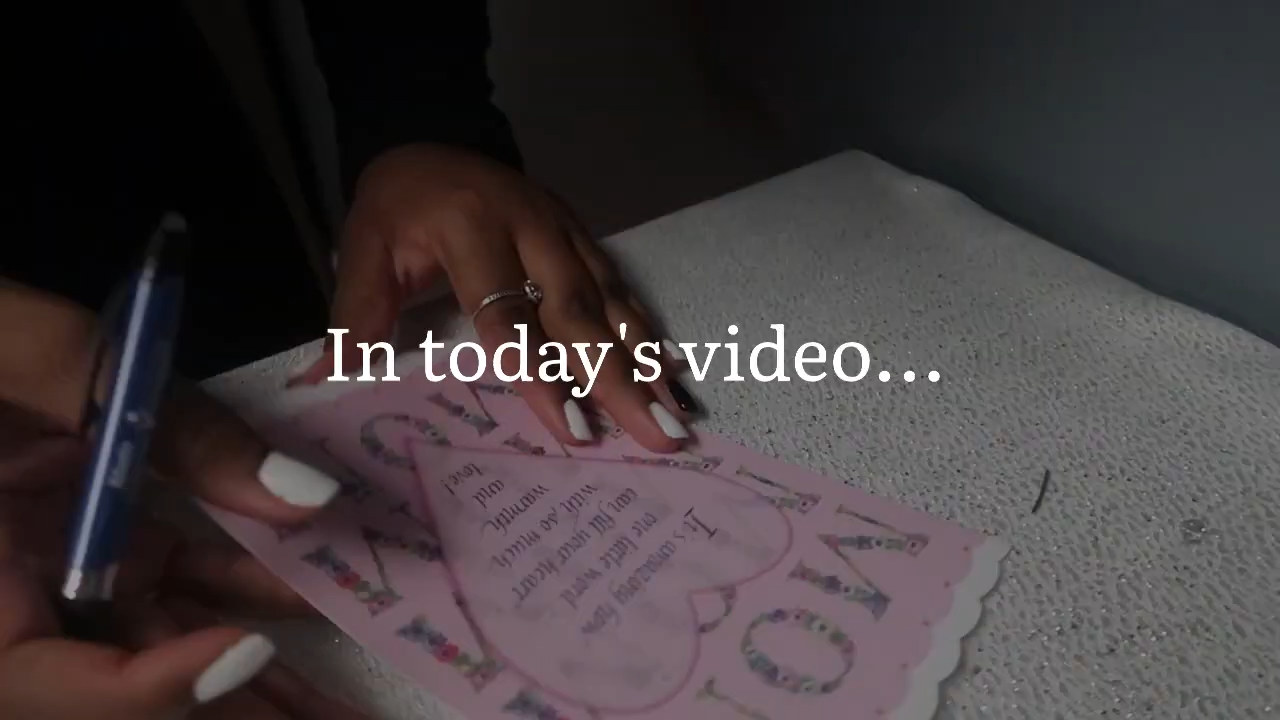 In today's video...
MOM
It's amazing how
one little word
can fill your heart
with so much
warmth
and
love!